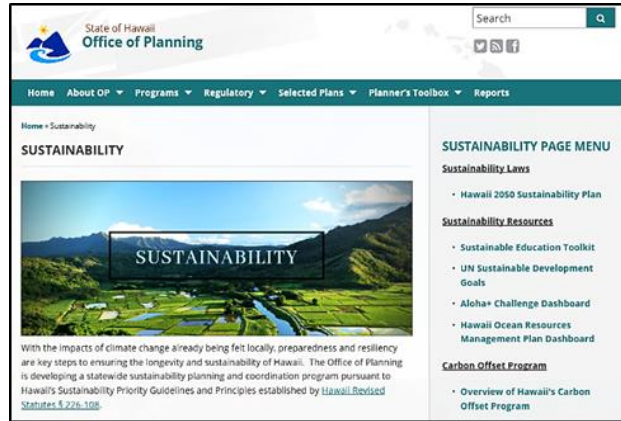 State of Hawaii
Office of Planning
Search
Home About OP Programs Regulatory Selected Plans Planner's Toolbox Reports
Home » Sustainability
SUSTAINABILITY
SUSTAINABILITY
With the impacts of climate change already being felt locally, preparedness and resiliency
are key steps to ensuring the longevity and sustainability of Hawaii. The Office of Planning
is developing a statewide sustainability planning and coordination program pursuant to
Hawaii's Sustainability Priority Guidelines and Principles established by Hawaii Revised
Statutes § 226-108.
SUSTAINABILITY PAGE MENU
Sustainability Laws
• Hawaii 2050 Sustainability Plan
Sustainability Resources
• Sustainable Education Toolkit
• UN Sustainable Development
Goals
• Aloha+ Challenge Dashboard
• Hawaii Ocean Resources
Management Plan Dashboard
Carbon Offset Program
• Overview of Hawaii's Carbon
Offset Program